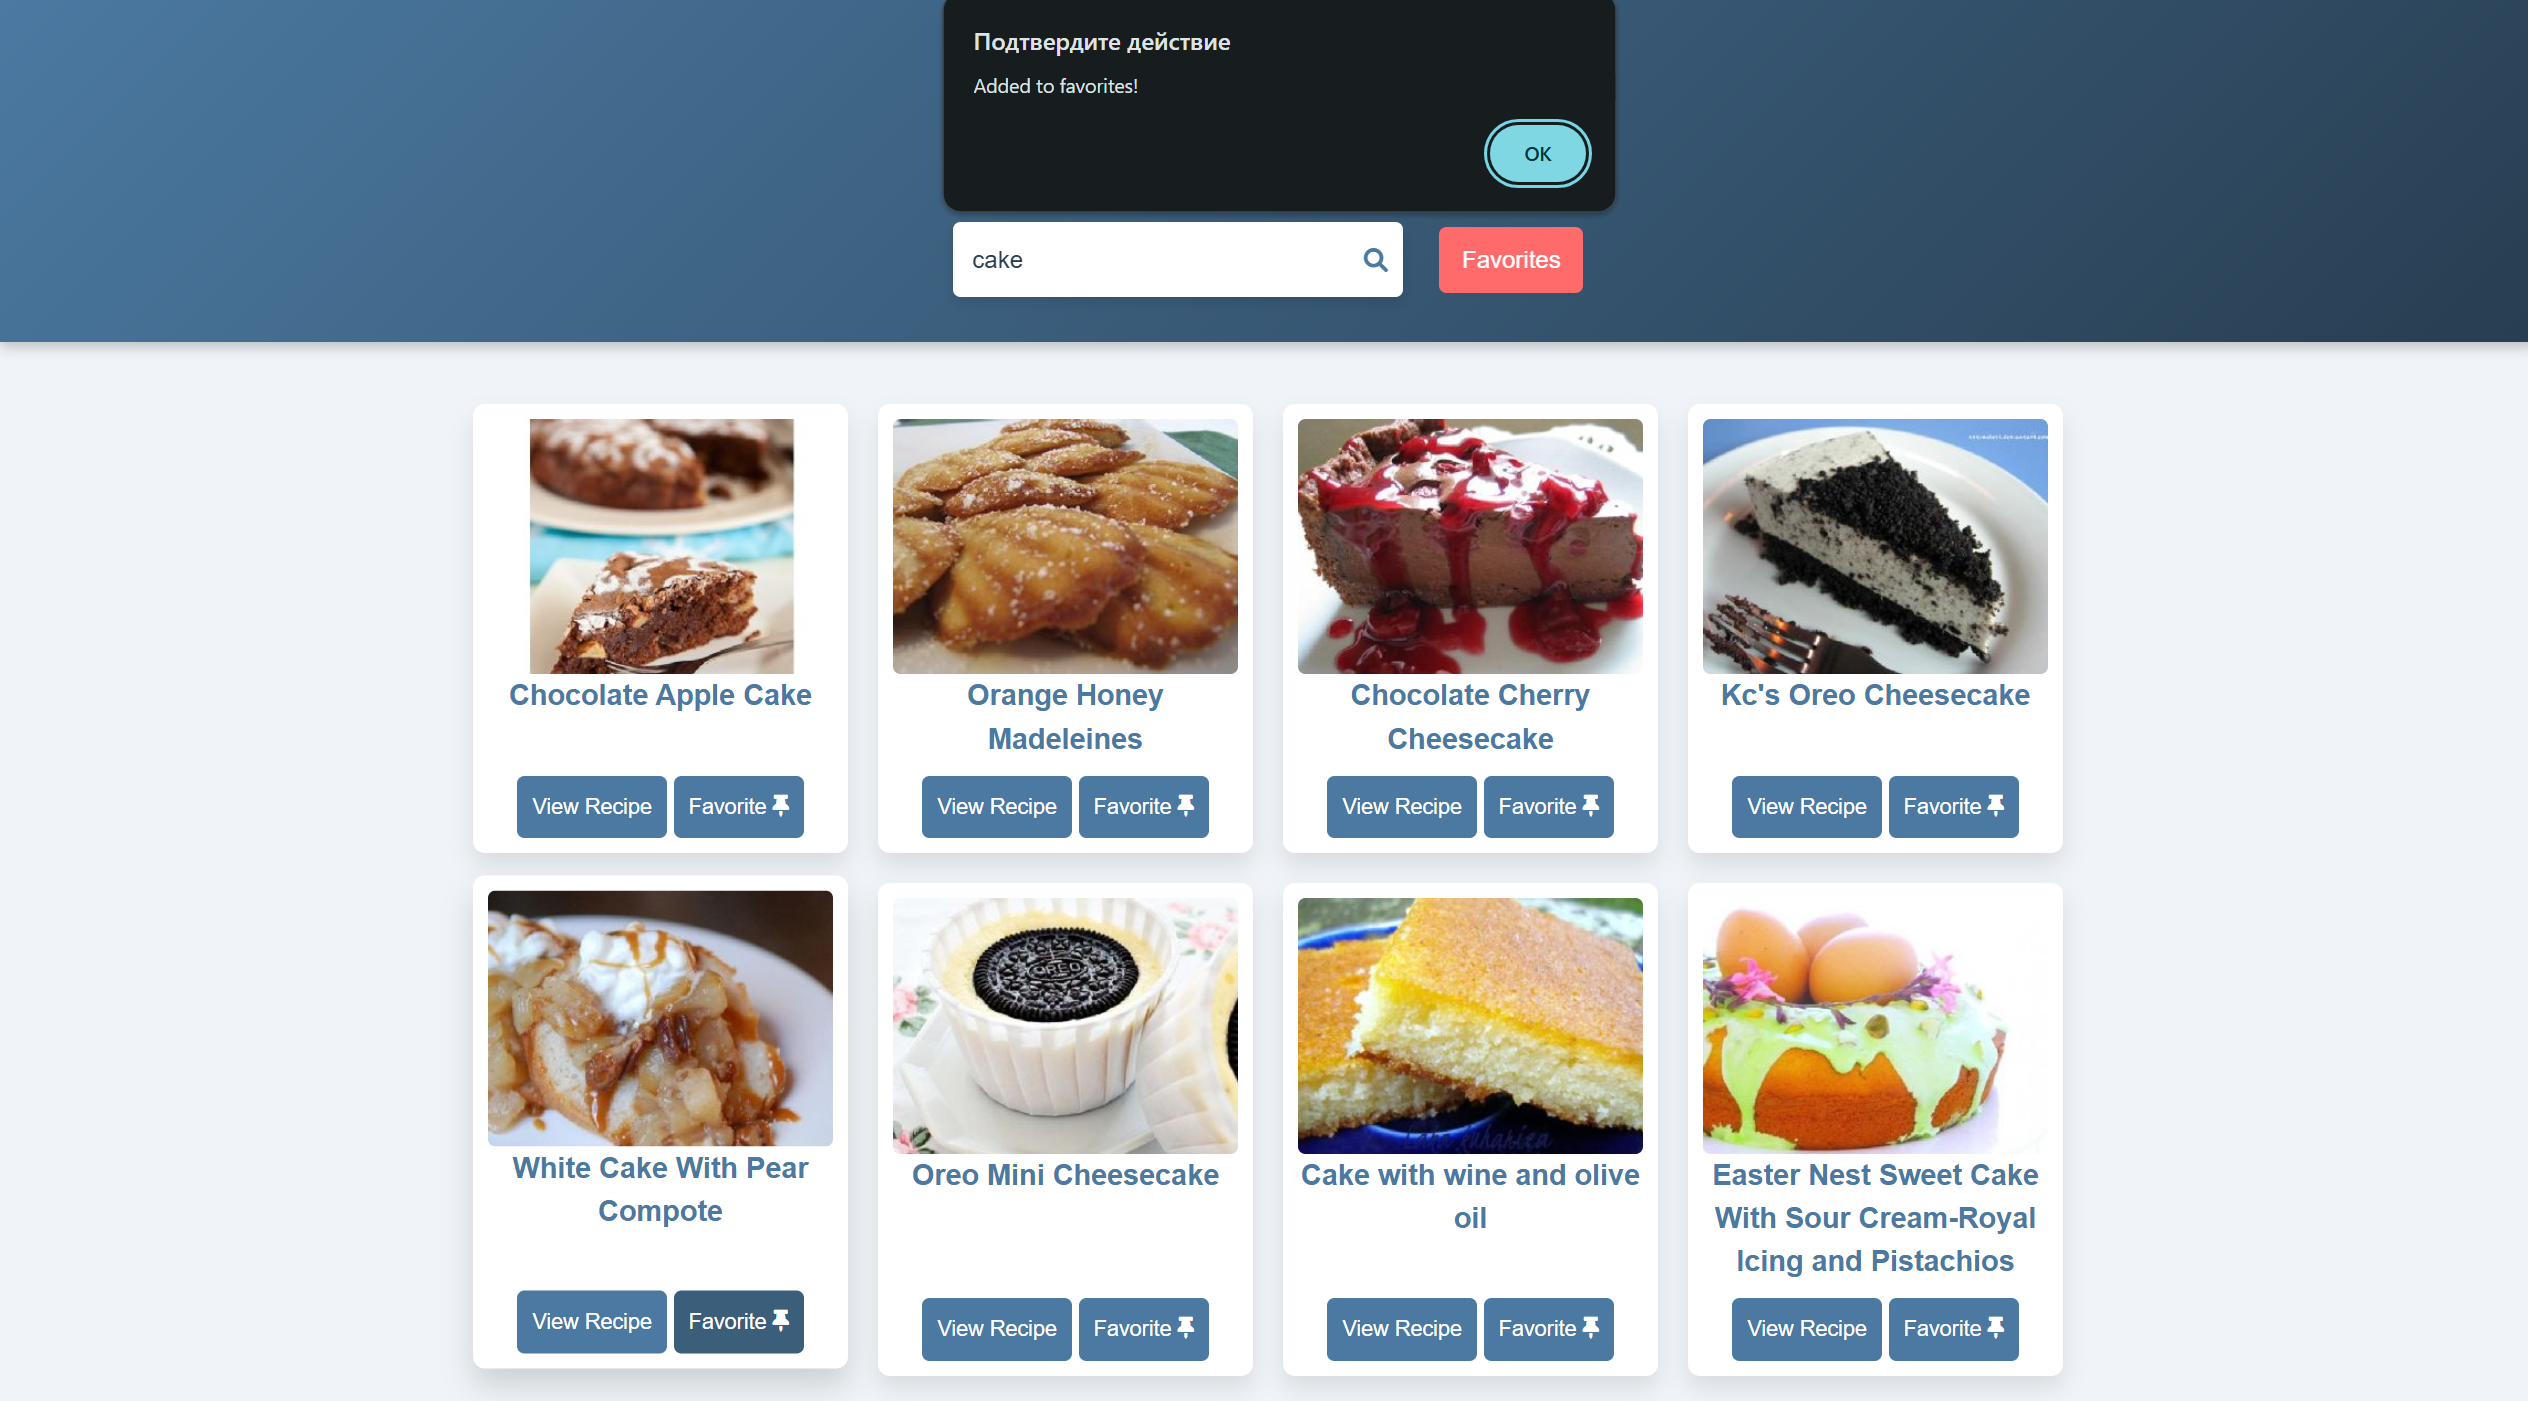 Подтвердите действие
Added to favorites!
OK
cake
Favorites
Chocolate Apple Cake
View Recipe
Favorite
Orange Honey
Madeleines
View Recipe
Favorite
Chocolate Cherry
Cheesecake
View Recipe
Favorite
Kc's Oreo Cheesecake
View Recipe
Favorite
White Cake With Pear
Compote
View Recipe
Favorite
OREO
Oreo Mini Cheesecake
View Recipe
Favorite
Cake with wine and olive
oil
View Recipe
Favorite
Easter Nest Sweet Cake
With Sour Cream-Royal
Icing and Pistachios
View Recipe
Favorite